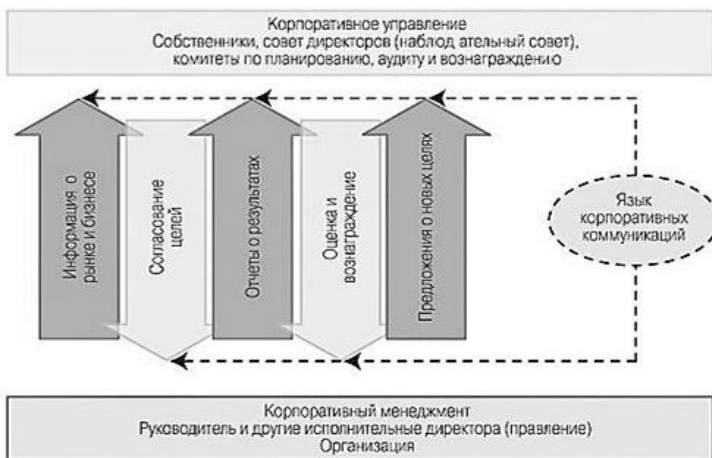 Корпоративное управление
Собственники, совет директоров (наблюд ательный совет),
комитеты по планированию, аудиту и вознаграждению
Информация о
рынке и бизнесе
Согласование
целей
Отчеты о результатах
Оценка и
вознаграждение
Предложения о новых целях
Язык
корпоративных
коммуникаций
Корпоративный менеджмент
Руководитель и другие исполнительные директора (правление)
Организация